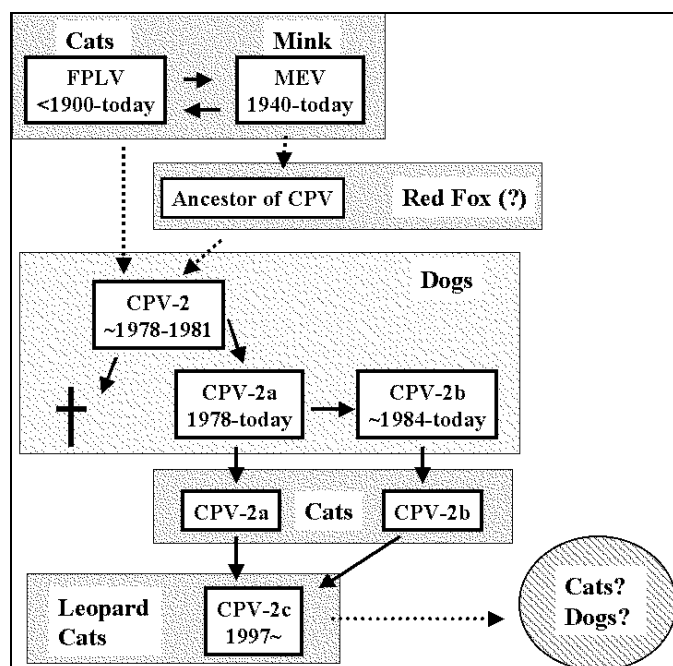 Cats
Mink
FPLV
<1900-today
MEV
1940-today
Ancestor of CPV
Red Fox (?)
Dogs
CPV-2
~1978-1981
CPV-2a
1978-today
CPV-2b
~1984-today
CPV-2a
Cats
CPV-2b
Leopard
Cats
CPV-2c
1997~
Cats?
Dogs?